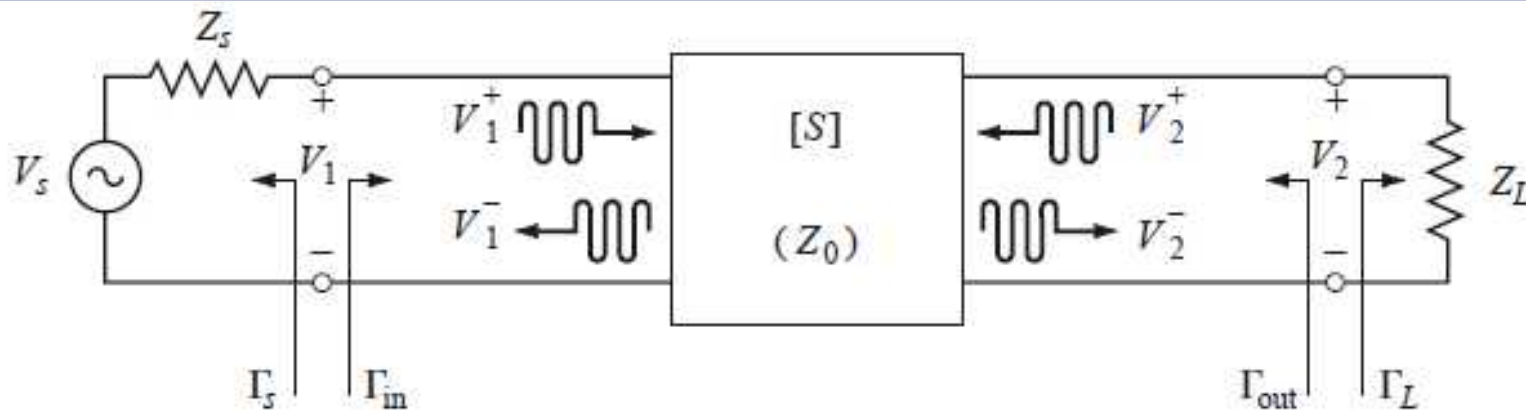 Z_s
+ V_1^+ [S] V_2^+ +
V_s V_1 V_2 Z_L
− V_1^- (Z_0) V_2^- −
Γ_s Γ_in Γ_out Γ_L